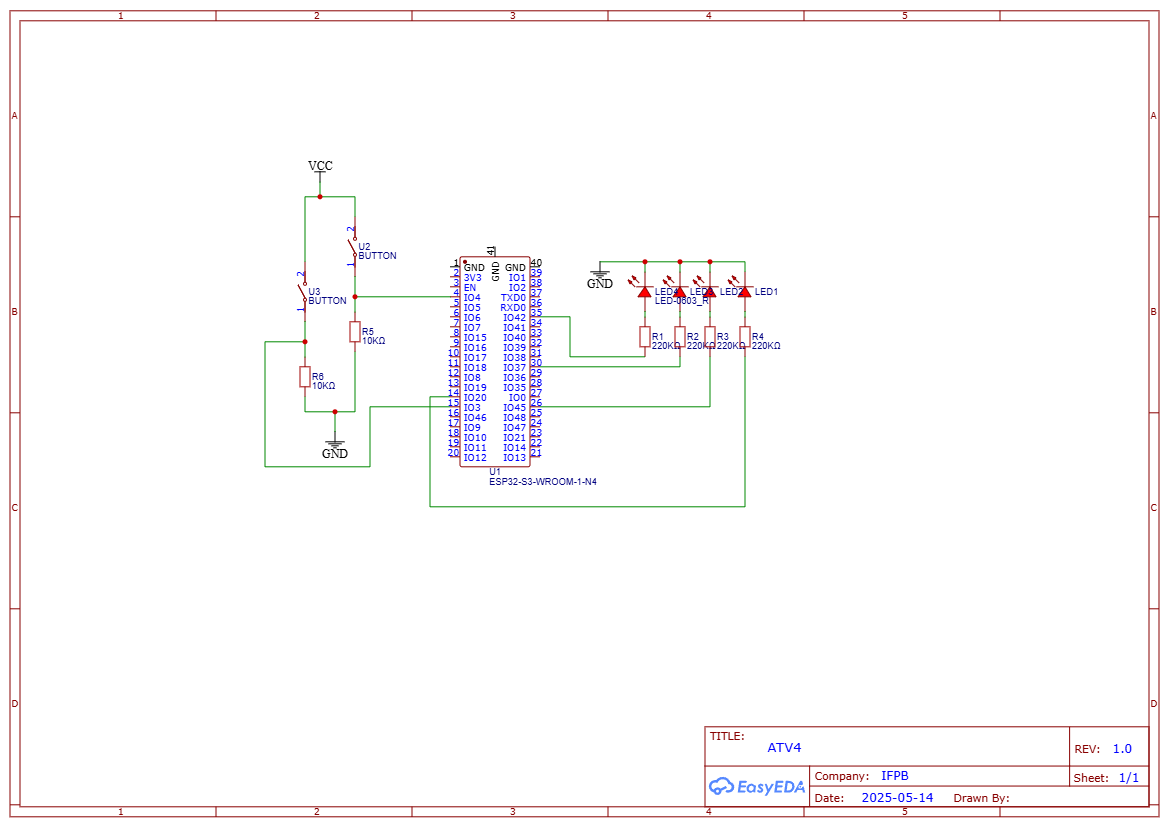 1 2 3 4 5
A A
B B
C C
D D
1 2 3 4 5
VCC
2
U2
BUTTON
1
2
U3
BUTTON
1
R5
10KΩ
R6
10KΩ
GND
41
GND
1 GND GND 40
2 3V3 IO1 39
3 EN IO2 38
4 IO4 TXD0 37
5 IO5 RXD0 36
6 IO6 IO42 35
7 IO7 IO41 34
8 IO15 IO40 33
9 IO16 IO39 32
10 IO17 IO38 31
11 IO18 IO37 30
12 IO8 IO36 29
13 IO19 IO35 28
14 IO20 IO0 27
15 IO3 IO45 26
16 IO46 IO48 25
17 IO9 IO47 24
18 IO10 IO21 23
19 IO11 IO14 22
20 IO12 IO13 21
U1
ESP32-S3-WROOM-1-N4
GND
LED4 LED1
LED-0603_R
R1 R2 R3 R4
220KΩ 220KΩ 220KΩ 220KΩ
TITLE:
ATV4
REV: 1.0
EasyEDA
Company: IFPB
Sheet: 1/1
Date: 2025-05-14 Drawn By: